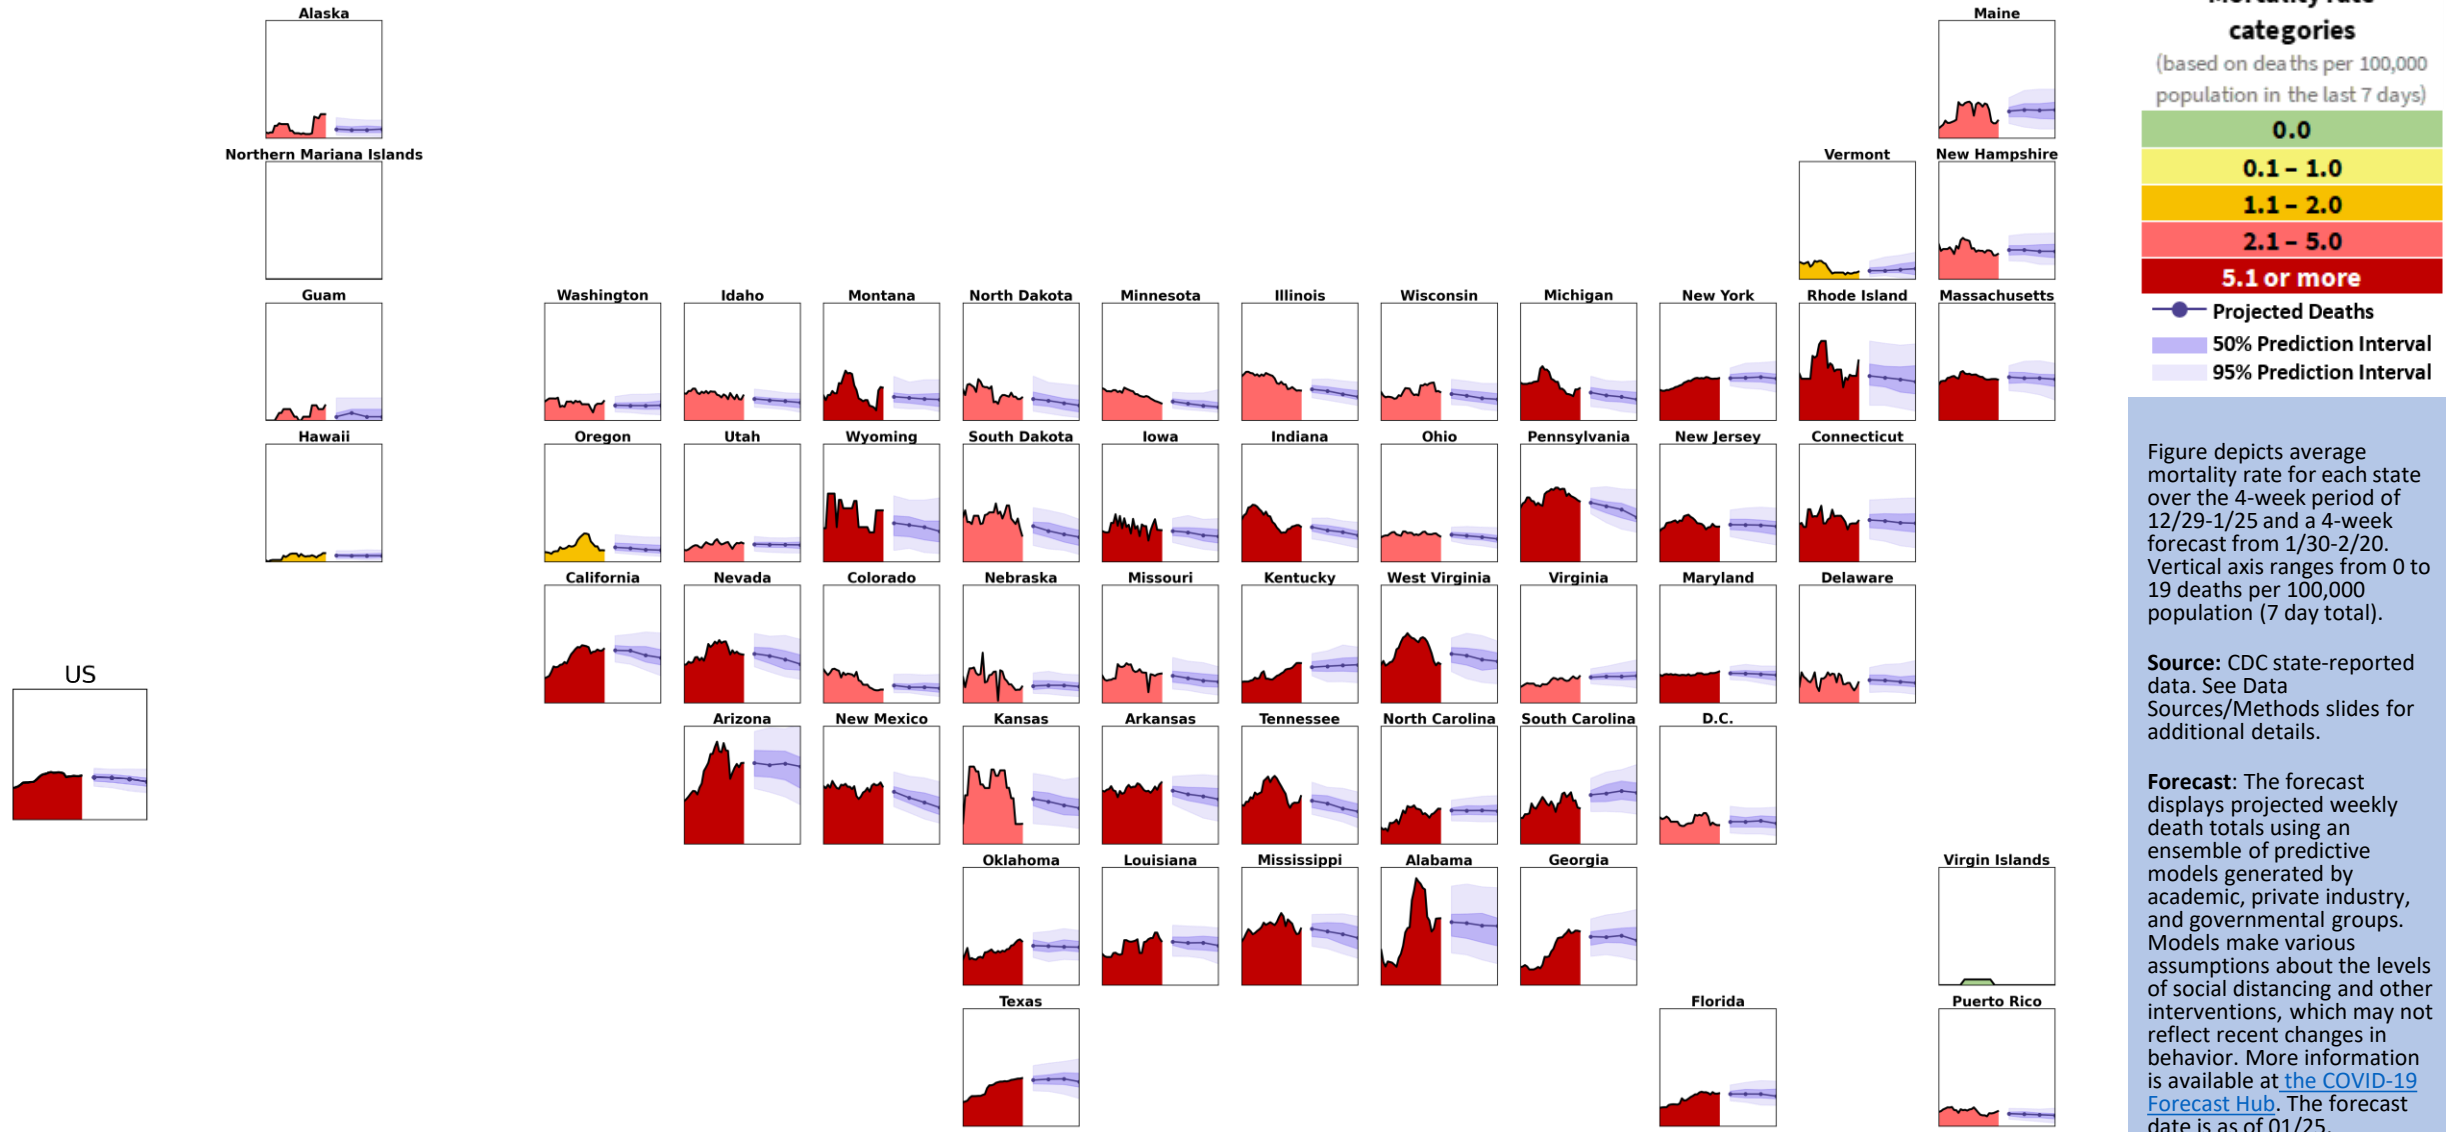 Alaska
Maine
Mortality rate
categories
(based on deaths per 100,000
population in the last 7 days)
0.0
0.1 – 1.0
1.1 – 2.0
2.1 – 5.0
5.1 or more
Projected Deaths
50% Prediction Interval
95% Prediction Interval
Northern Mariana Islands
Vermont
New Hampshire
Guam
Washington
Idaho
Montana
North Dakota
Minnesota
Illinois
Wisconsin
Michigan
New York
Rhode Island
Massachusetts
Hawaii
Oregon
Utah
Wyoming
South Dakota
Iowa
Indiana
Ohio
Pennsylvania
New Jersey
Connecticut
California
Nevada
Colorado
Nebraska
Missouri
Kentucky
West Virginia
Virginia
Maryland
Delaware
US
Arizona
New Mexico
Kansas
Arkansas
Tennessee
North Carolina
South Carolina
D.C.
Oklahoma
Louisiana
Mississippi
Alabama
Georgia
Virgin Islands
Texas
Florida
Puerto Rico
Figure depicts average
mortality rate for each state
over the 4-week period of
12/29-1/25 and a 4-week
forecast from 1/30-2/20.
Vertical axis ranges from 0 to
19 deaths per 100,000
population (7 day total).
Source: CDC state-reported
data. See Data
Sources/Methods slides for
additional details.
Forecast: The forecast
displays projected weekly
death totals using an
ensemble of predictive
models generated by
academic, private industry,
and governmental groups.
Models make various
assumptions about the levels
of social distancing and other
interventions, which may not
reflect recent changes in
behavior. More information
is available at the COVID-19
Forecast Hub. The forecast
date is as of 01/25.